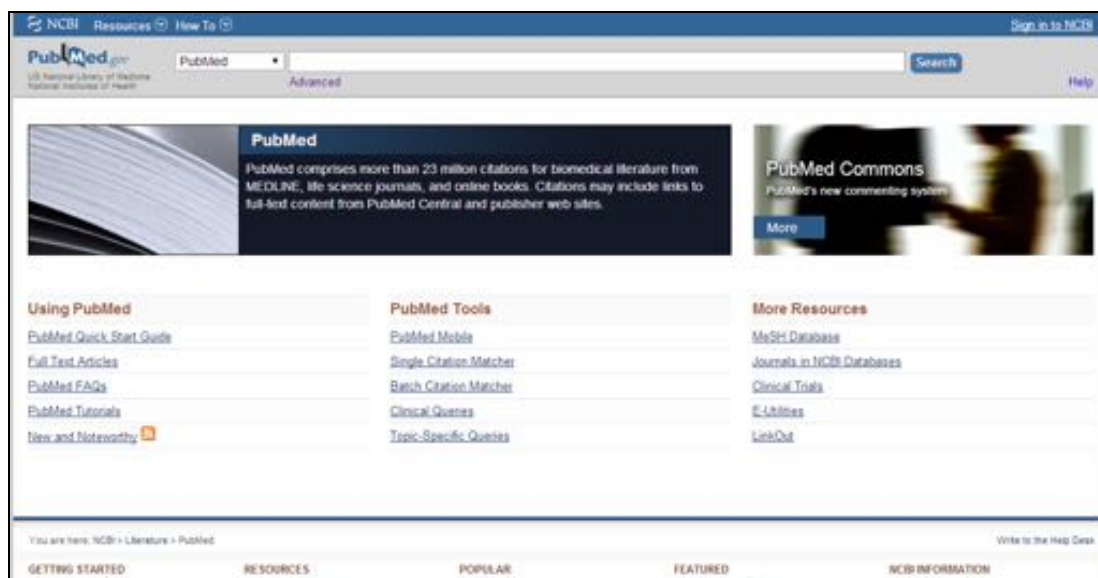 NCBI Resources How To Sign in to NCBI
PubMed.gov
US National Library of Medicine
National Institutes of Health
PubMed
Search
Advanced
Help
PubMed
PubMed comprises more than 23 million citations for biomedical literature from
MEDLINE, life science journals, and online books. Citations may include links to
full-text content from PubMed Central and publisher web sites.
PubMed Commons
PubMed's new commenting system
More
Using PubMed
PubMed Quick Start Guide
Full Text Articles
PubMed FAQs
PubMed Tutorials
New and Noteworthy
PubMed Tools
PubMed Mobile
Single Citation Matcher
Batch Citation Matcher
Clinical Queries
Topic-Specific Queries
More Resources
MeSH Database
Journals in NCBI Databases
Clinical Trials
E-Utilities
LinkOut
You are here: NCBI > Literature > PubMed
Write to the Help Desk
GETTING STARTED RESOURCES POPULAR FEATURED NCBI INFORMATION